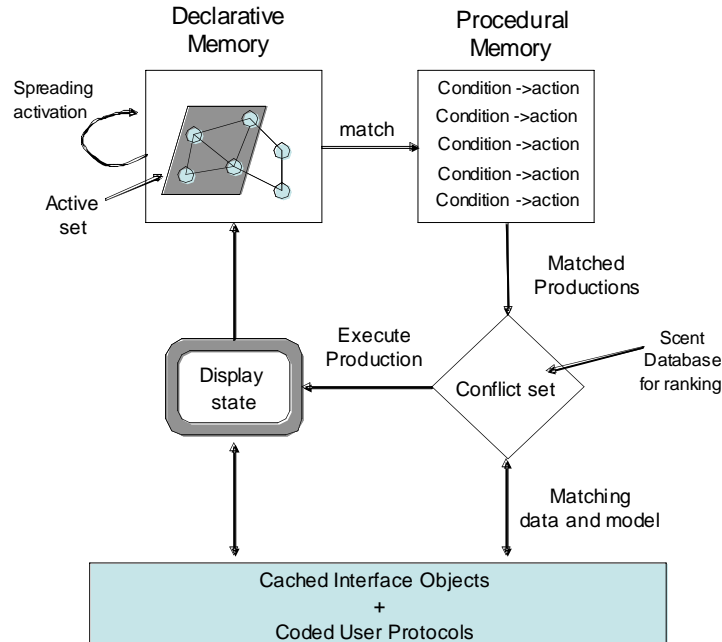 Declarative
Memory
Procedural
Memory
Spreading
activation
Active
set
match
Condition ->action
Condition ->action
Condition ->action
Condition ->action
Condition ->action
Matched
Productions
Execute
Production
Display
state
Conflict set
Scent
Database
for ranking
Matching
data and model
Cached Interface Objects
+
Coded User Protocols